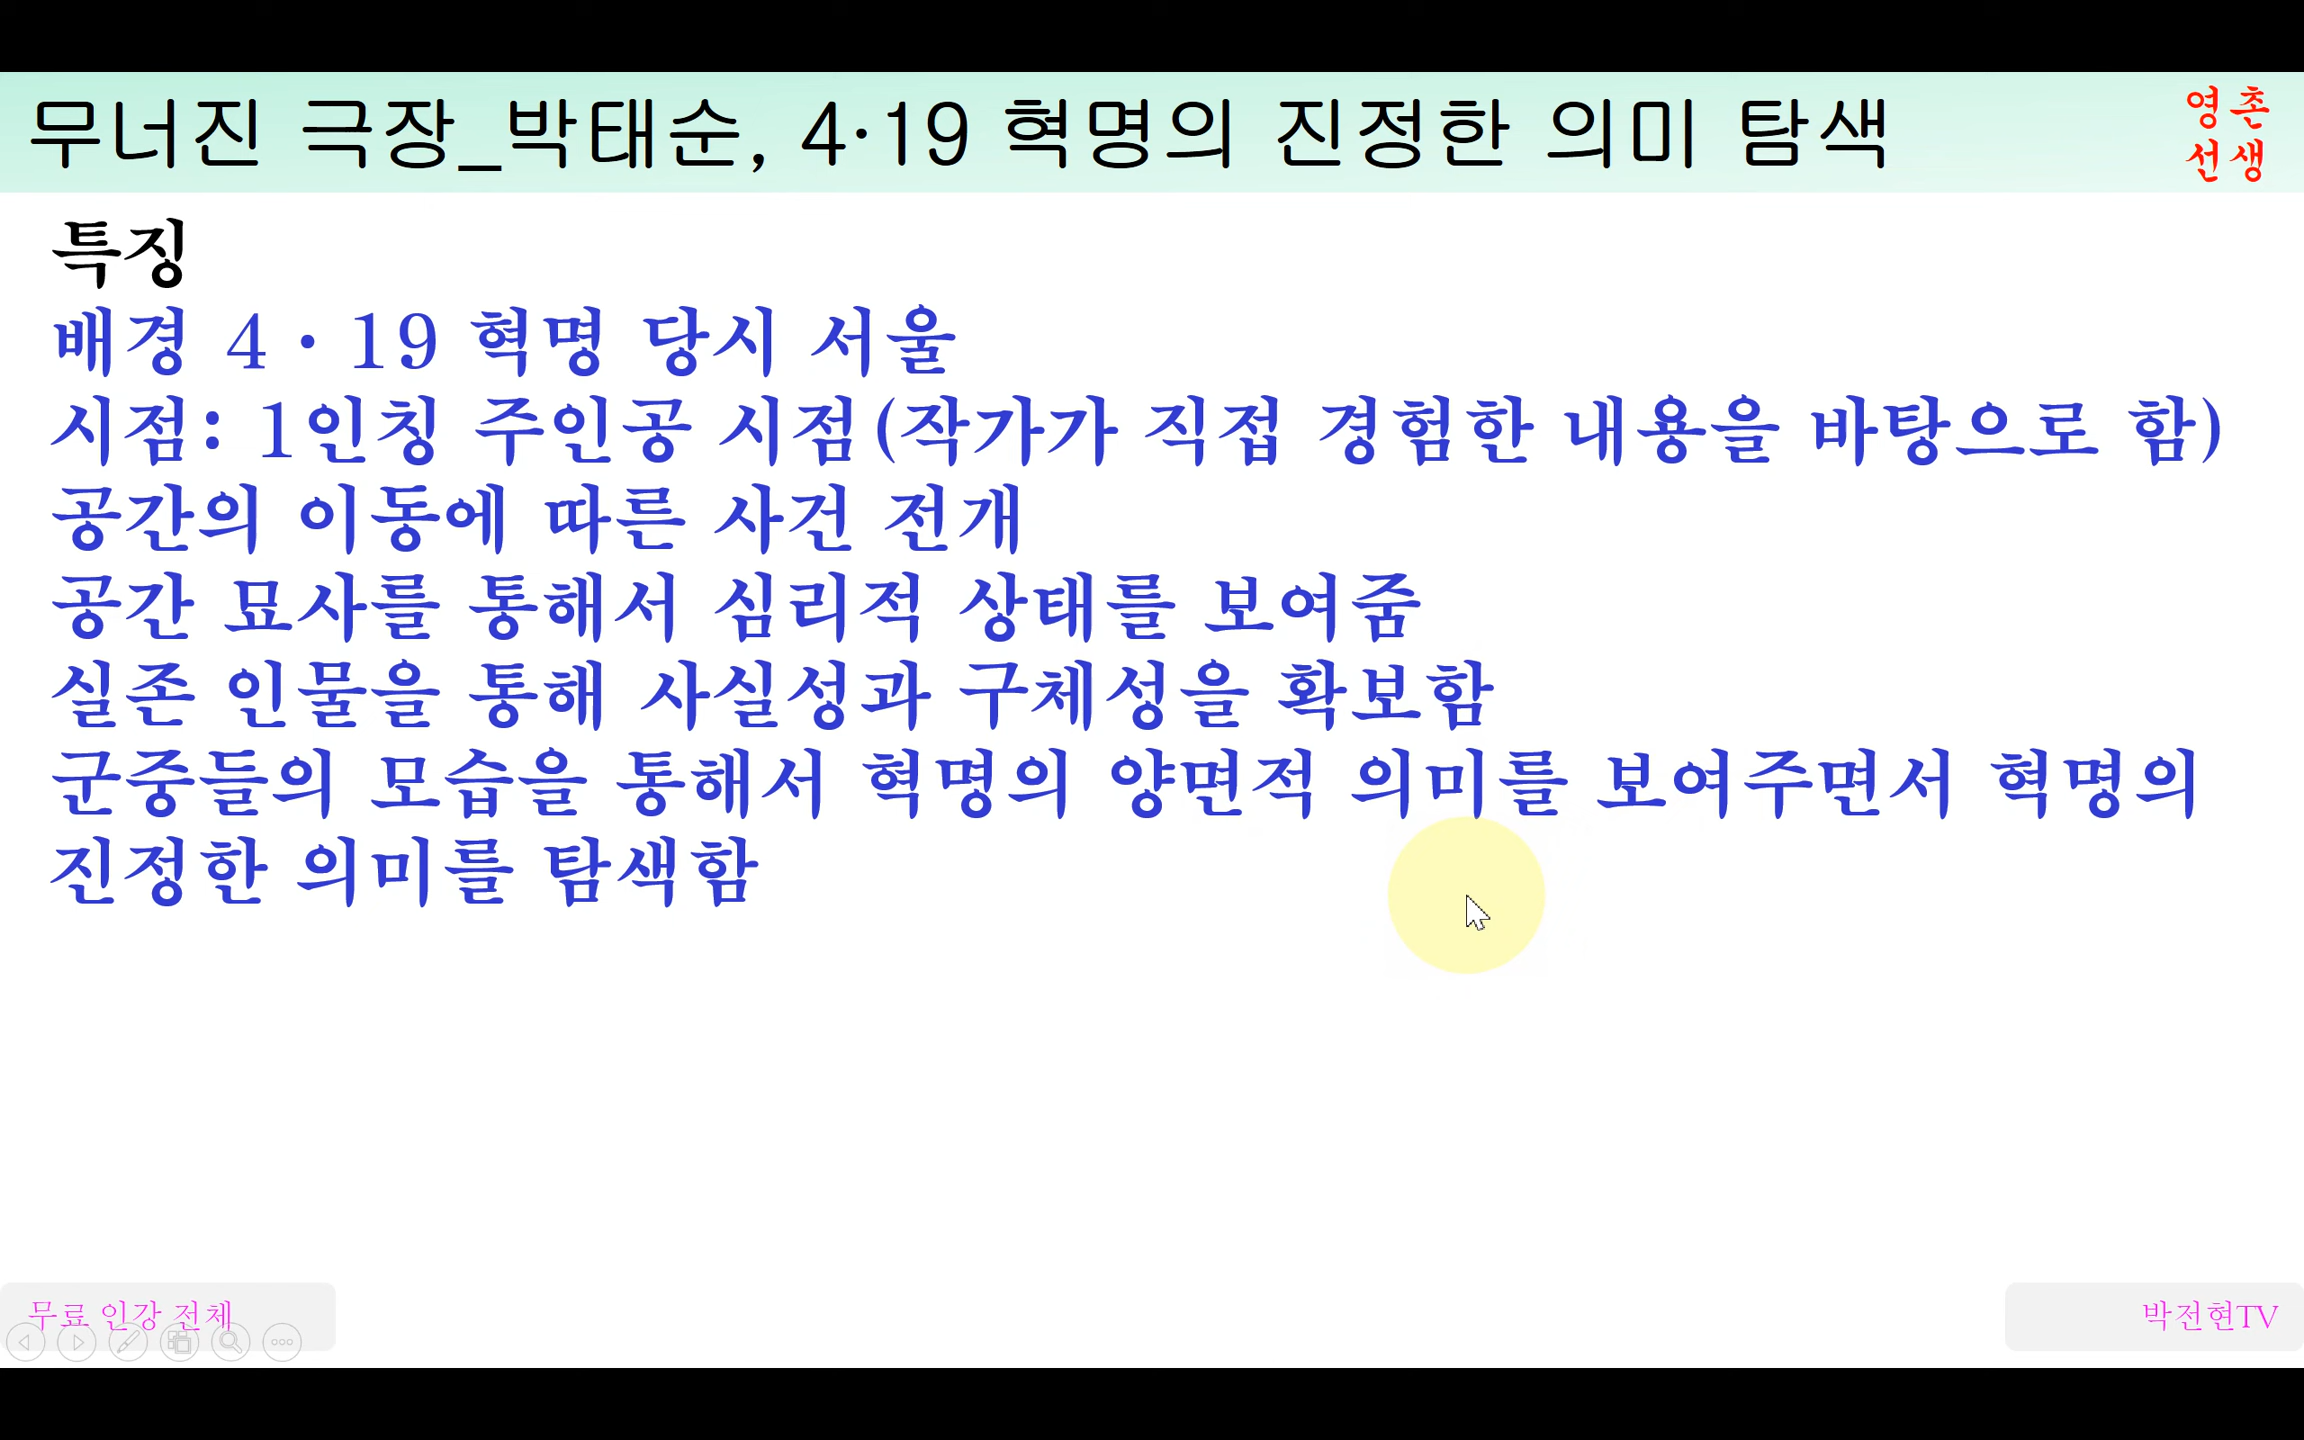 무너진 극장_박태순, 4·19 혁명의 진정한 의미 탐색
영촌
선생
특징
배경 4·19 혁명 당시 서울
시점: 1인칭 주인공 시점(작가가 직접 경험한 내용을 바탕으로 함)
공간의 이동에 따른 사건 전개
공간 묘사를 통해서 심리적 상태를 보여줌
실존 인물을 통해 사실성과 구체성을 확보함
군중들의 모습을 통해서 혁명의 양면적 의미를 보여주면서 혁명의
진정한 의미를 탐색함
무료 인강 전체
박전현TV